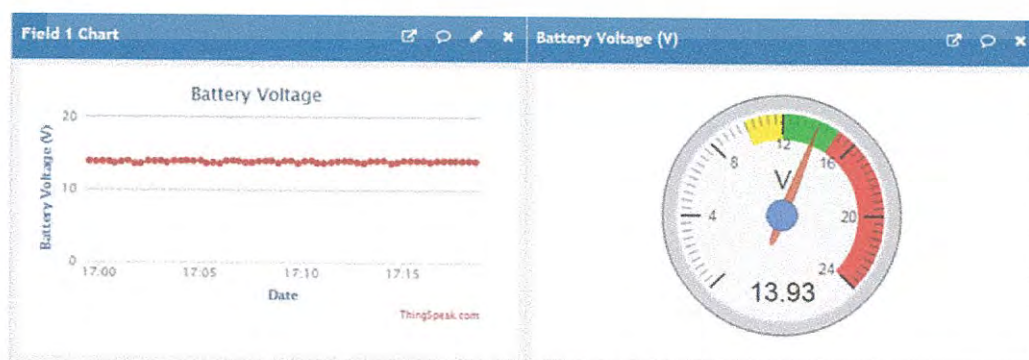 Field 1 Chart
Battery Voltage
Battery Voltage (V)
20
10
0
17:00 17:05 17:10 17:15
Date
ThingSpeak.com
Battery Voltage (V)
4
8
12
16
20
24
V
13.93